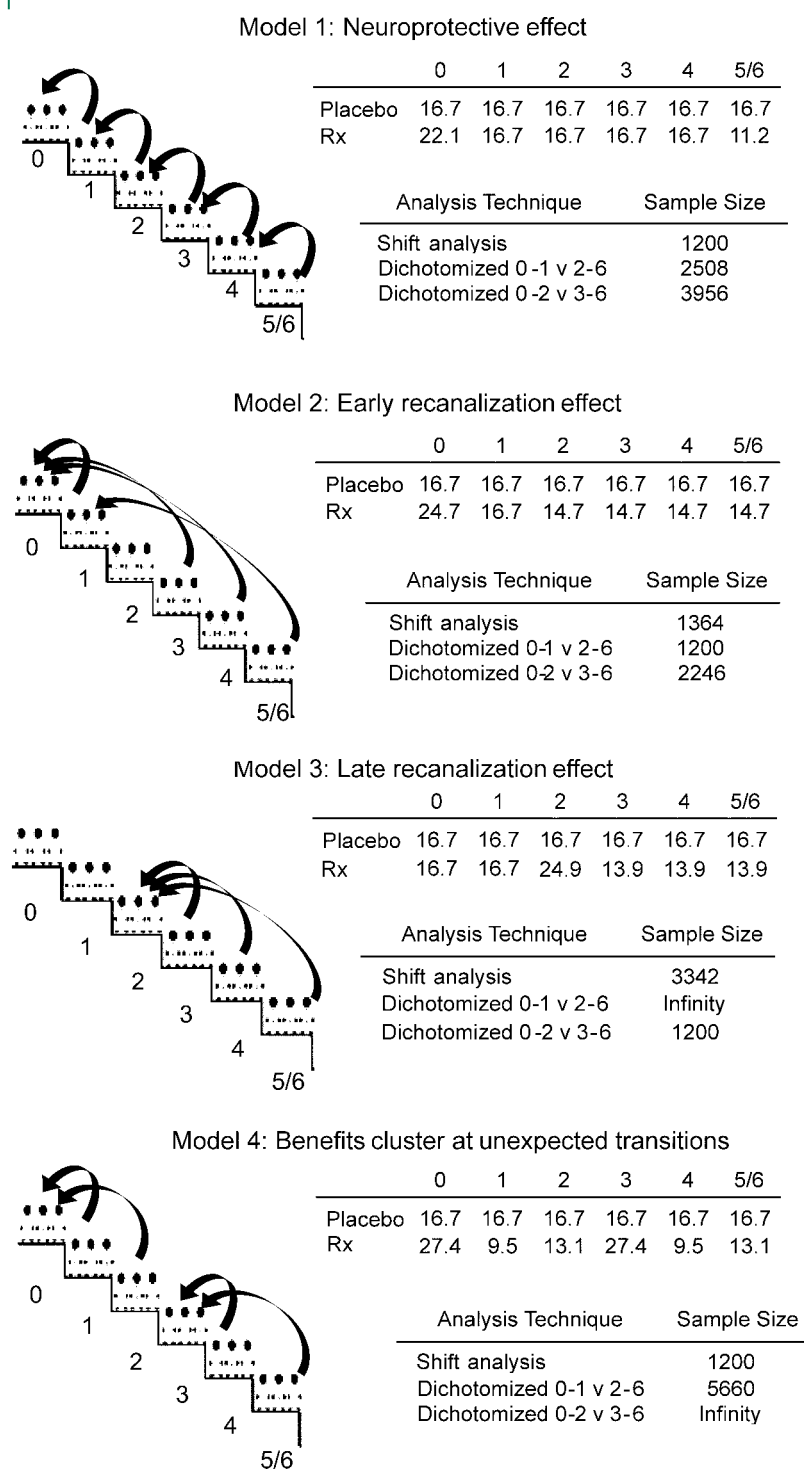 Model 1: Neuroprotective effect
0 1 2 3 4 5/6
Placebo 16.7 16.7 16.7 16.7 16.7 16.7
Rx 22.1 16.7 16.7 16.7 16.7 11.2
Analysis Technique Sample Size
Shift analysis 1200
Dichotomized 0-1 v 2-6 2508
Dichotomized 0-2 v 3-6 3956
0
1
2
3
4
5/6
Model 2: Early recanalization effect
0 1 2 3 4 5/6
Placebo 16.7 16.7 16.7 16.7 16.7 16.7
Rx 24.7 16.7 14.7 14.7 14.7 14.7
Analysis Technique Sample Size
Shift analysis 1364
Dichotomized 0-1 v 2-6 1200
Dichotomized 0-2 v 3-6 2246
0
1
2
3
4
5/6
Model 3: Late recanalization effect
0 1 2 3 4 5/6
Placebo 16.7 16.7 16.7 16.7 16.7 16.7
Rx 16.7 16.7 24.9 13.9 13.9 13.9
Analysis Technique Sample Size
Shift analysis 3342
Dichotomized 0-1 v 2-6 Infinity
Dichotomized 0-2 v 3-6 1200
0
1
2
3
4
5/6
Model 4: Benefits cluster at unexpected transitions
0 1 2 3 4 5/6
Placebo 16.7 16.7 16.7 16.7 16.7 16.7
Rx 27.4 9.5 13.1 27.4 9.5 13.1
Analysis Technique Sample Size
Shift analysis 1200
Dichotomized 0-1 v 2-6 5660
Dichotomized 0-2 v 3-6 Infinity
0
1
2
3
4
5/6